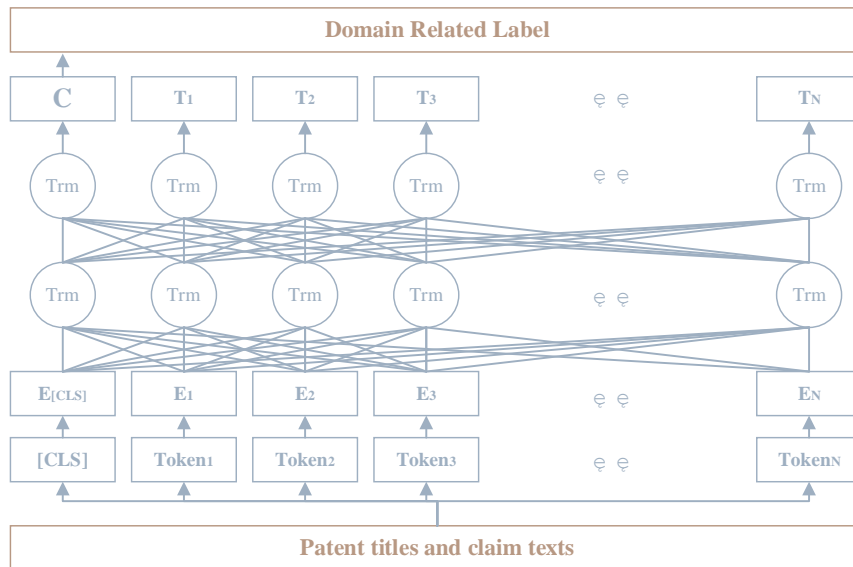 Domain Related Label
C T1 T2 T3 ę ę TN
Trm Trm Trm Trm ę ę Trm
Trm Trm Trm Trm ę ę Trm
E[CLS] E1 E2 E3 ę ę EN
[CLS] Token1 Token2 Token3 ę ę TokenN
Patent titles and claim texts